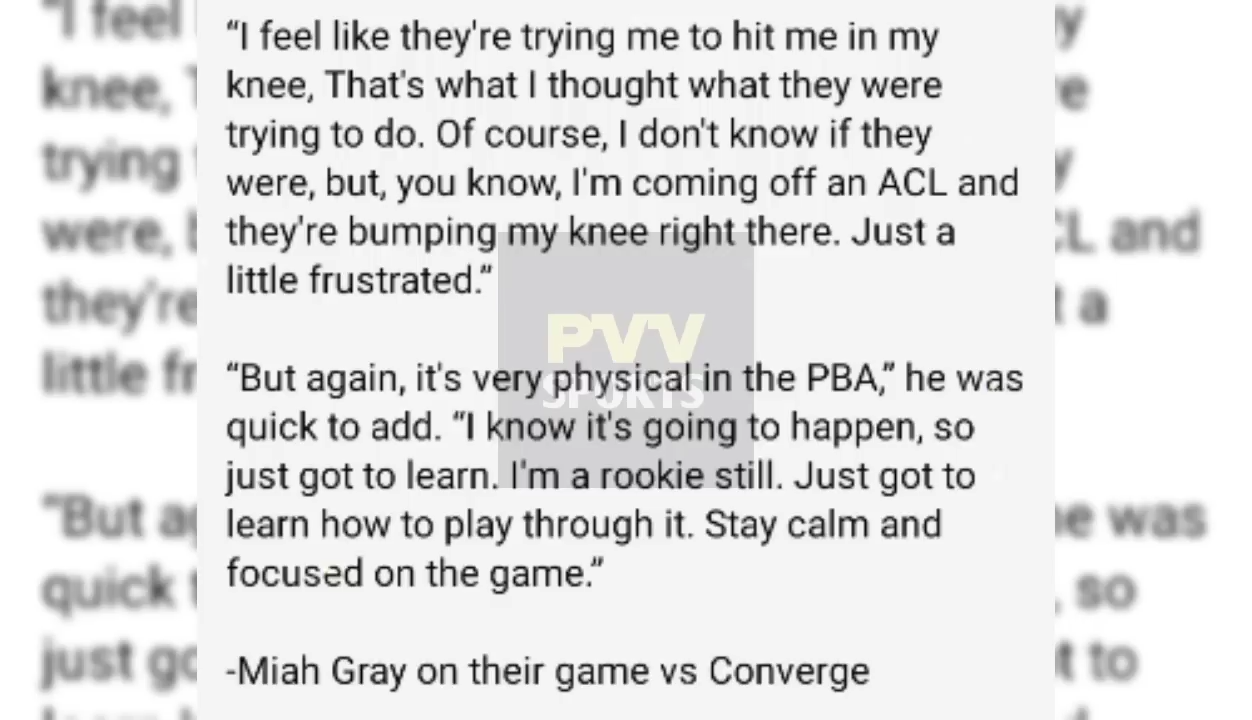 “I feel like they're trying me to hit me in my
knee, That's what I thought what they were
trying to do. Of course, I don't know if they
were, but, you know, I'm coming off an ACL and
they're bumping my knee right there. Just a
little frustrated.”
“But again, it's very physical in the PBA,” he was
quick to add. “I know it's going to happen, so
just got to learn. I'm a rookie still. Just got to
learn how to play through it. Stay calm and
focused on the game.”
-Miah Gray on their game vs Converge
PVV
SPORTS